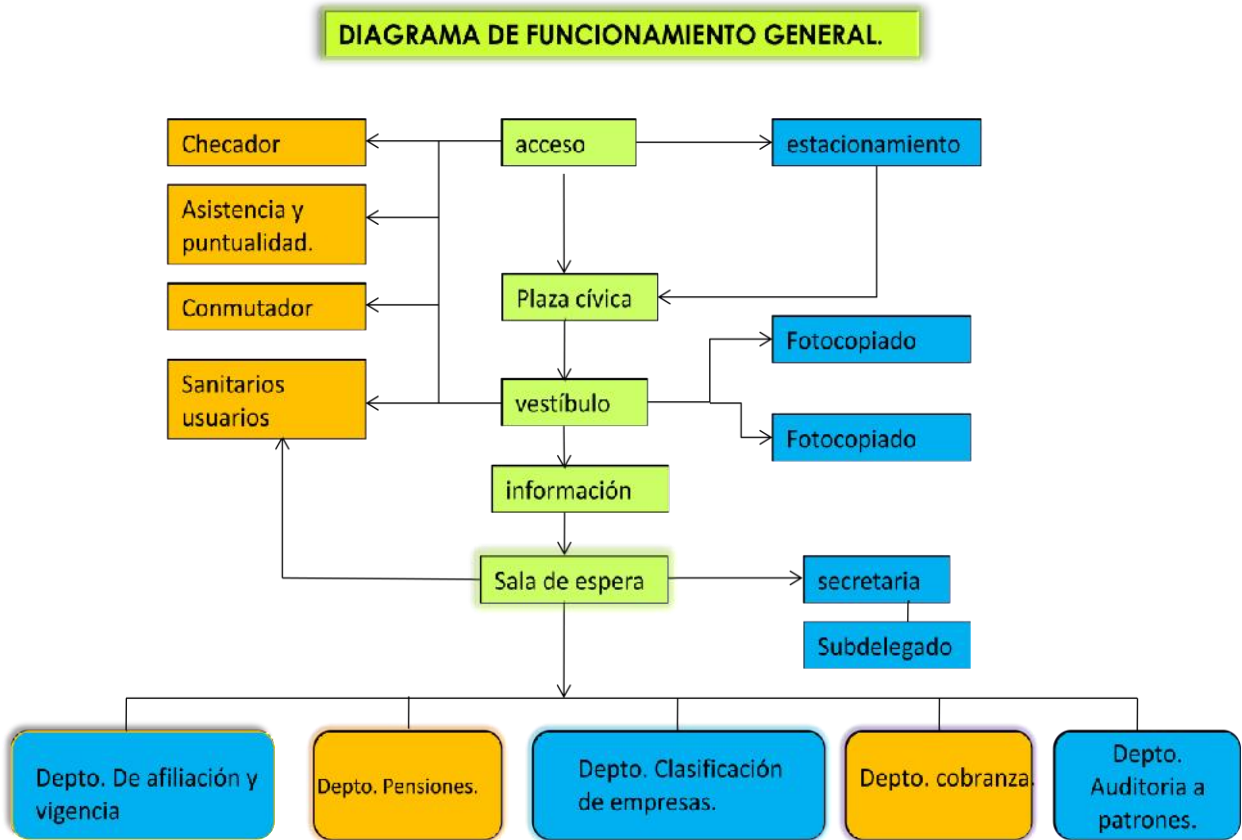 DIAGRAMA DE FUNCIONAMIENTO GENERAL.
Checador
acceso
estacionamiento
Asistencia y
puntualidad.
Plaza cívica
Conmutador
Fotocopiado
Sanitarios
usuarios
vestíbulo
Fotocopiado
información
Sala de espera
secretaria
Subdelegado
Depto. De afiliación y
vigencia
Depto. Pensiones.
Depto. Clasificación
de empresas.
Depto. cobranza.
Depto.
Auditoria a
patrones.